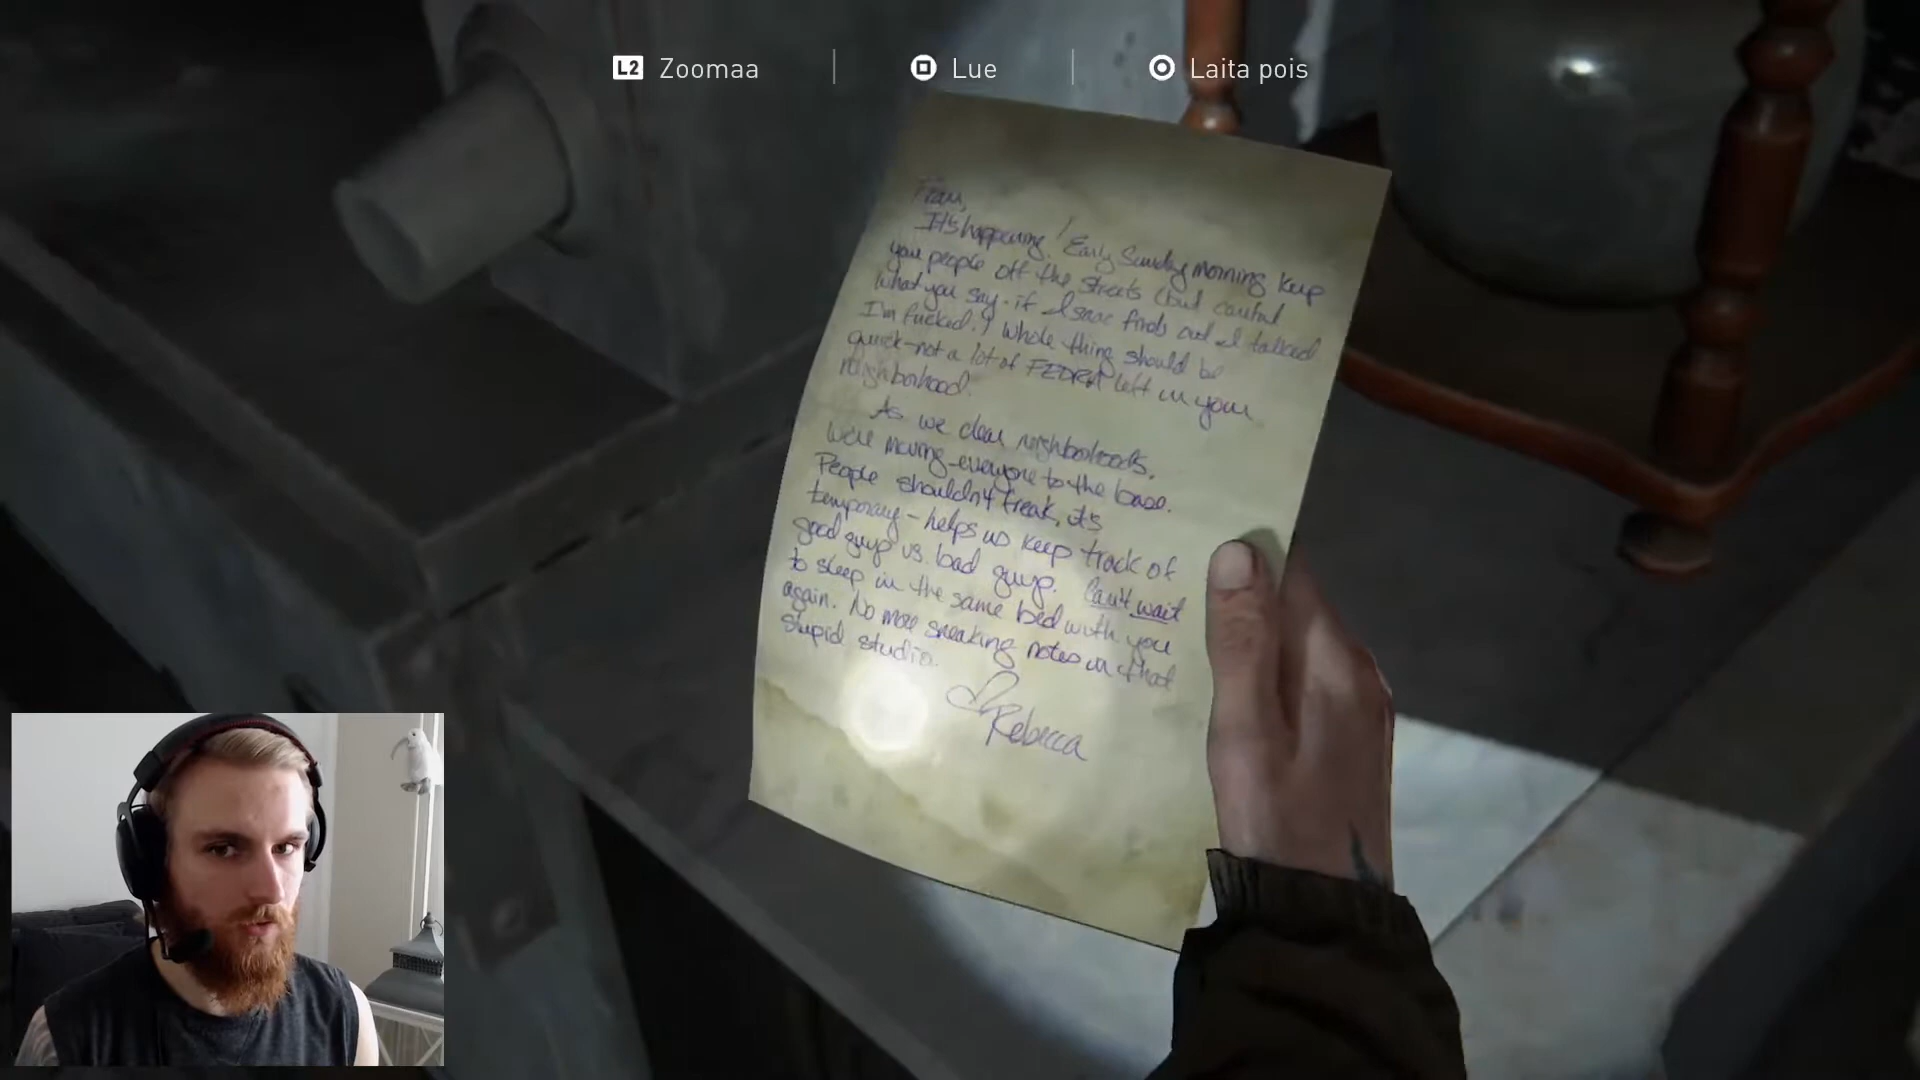 L2 Zoomaa Lue Laita pois
Fran,
It's happening! Early Sunday morning keep
your people off the streets (but careful
what you say - if Isaac finds out I talked
I'm fucked.) Whole thing should be
quick - not a lot of FEDRA left in your
neighborhood.
As we clear neighborhoods,
we're moving everyone to the base.
People shouldn't freak, it's
temporary - helps us keep track of
good guys vs. bad guys. Can't wait
to sleep in the same bed with you
again. No more sneaking notes in that
stupid studio.
Rebecca